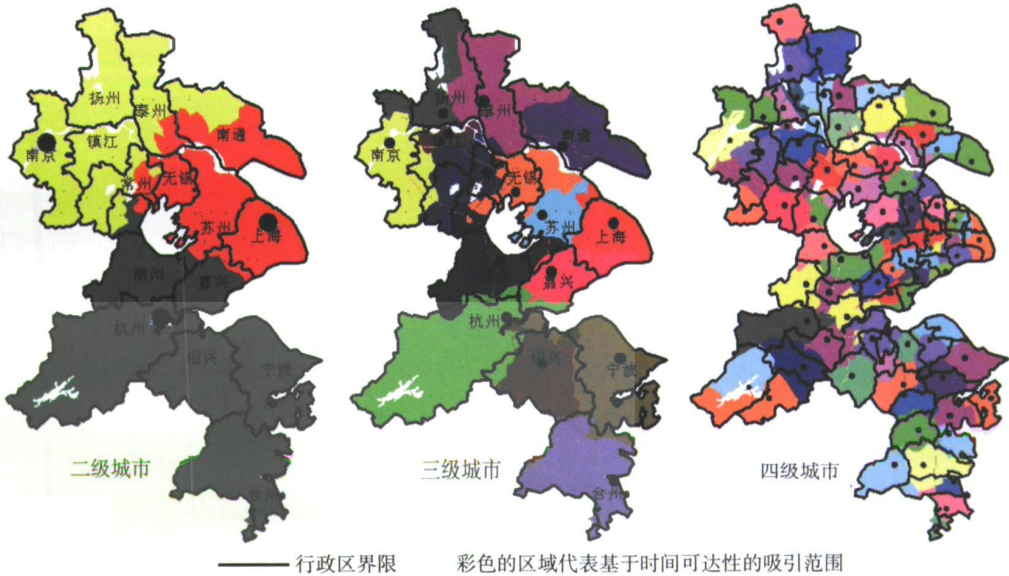 扬州
泰州
南通
南京
镇江
常州
无锡
苏州
上海
湖州
嘉兴
杭州
绍兴
宁波
台州
二级城市
扬州
泰州
南通
南京
镇江
无锡
苏州
上海
嘉兴
杭州
绍兴
宁波
台州
三级城市
四级城市
行政区界限 彩色的区域代表基于时间可达性的吸引范围